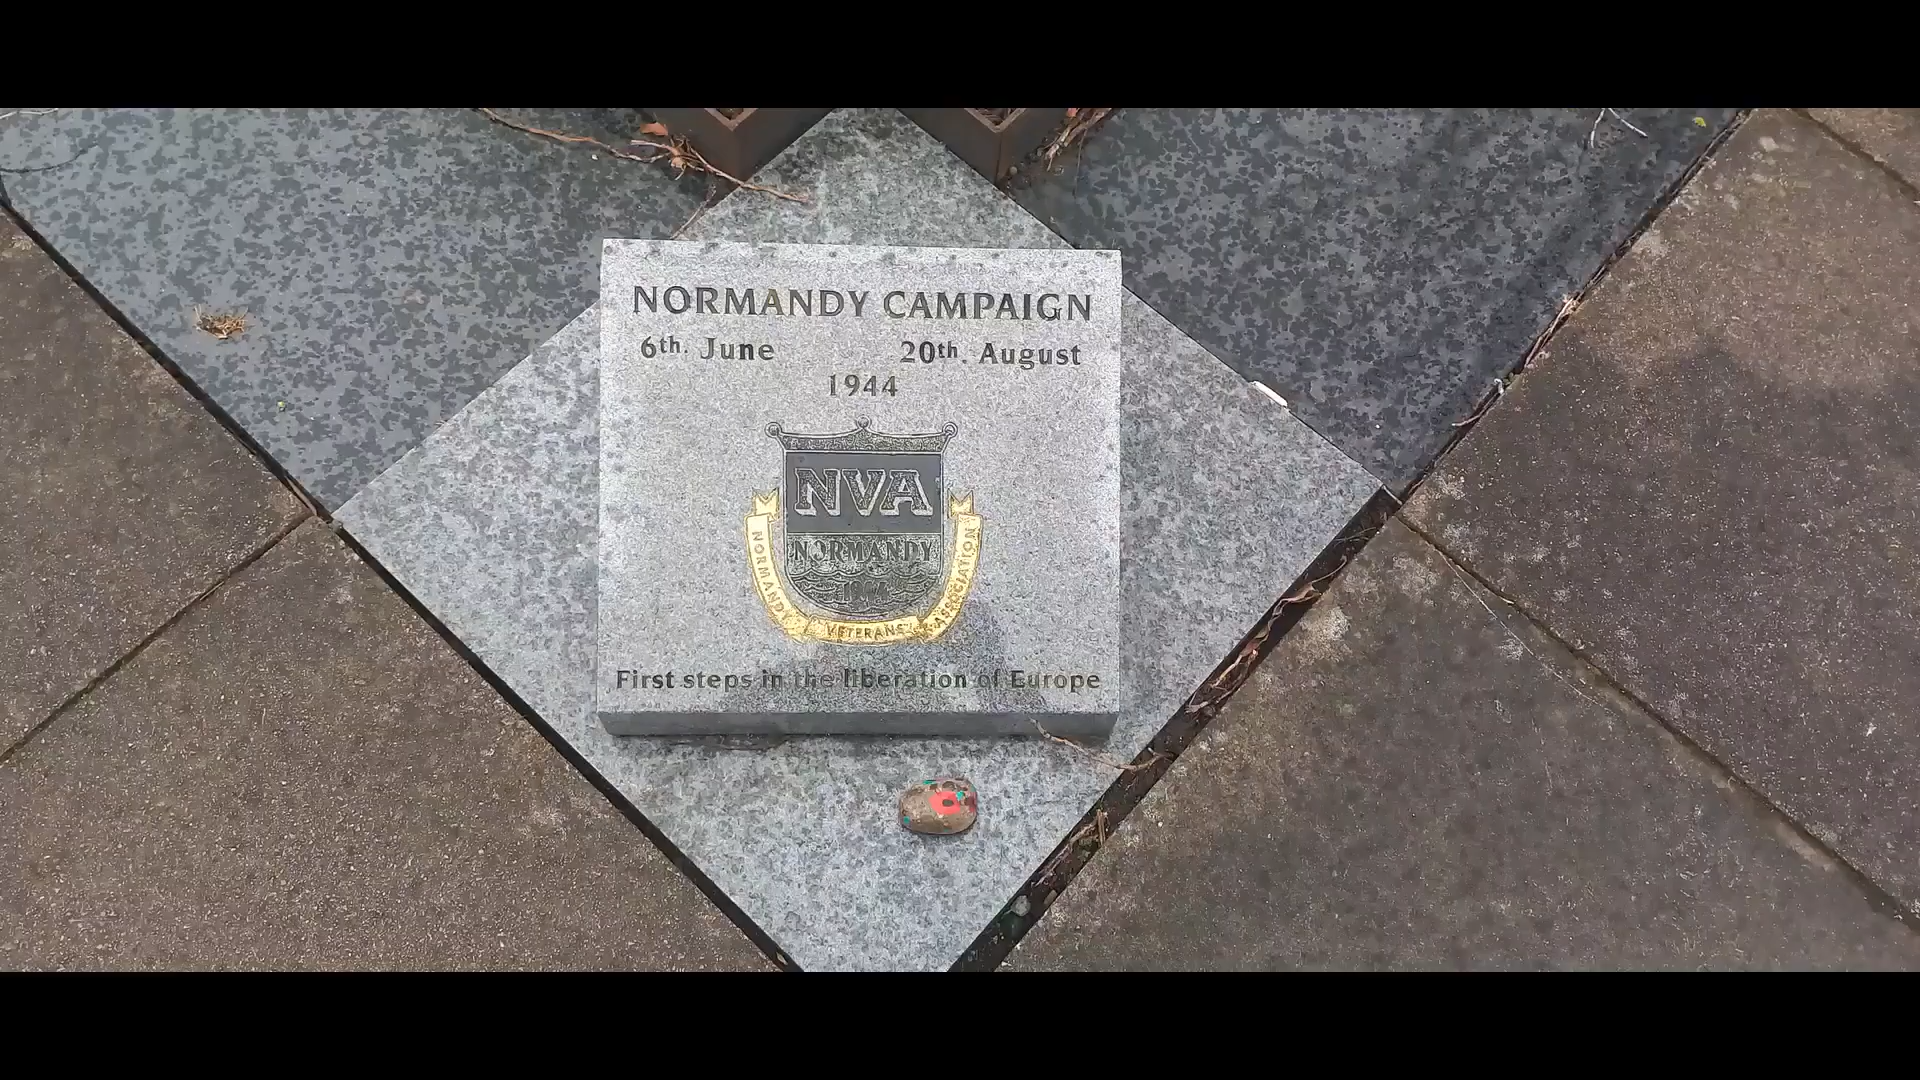 NORMANDY CAMPAIGN
6th. June 20th. August
1944
NVA
NORMANDY
1944
NORMANDY VETERANS ASSOCIATION
First steps in the liberation of Europe